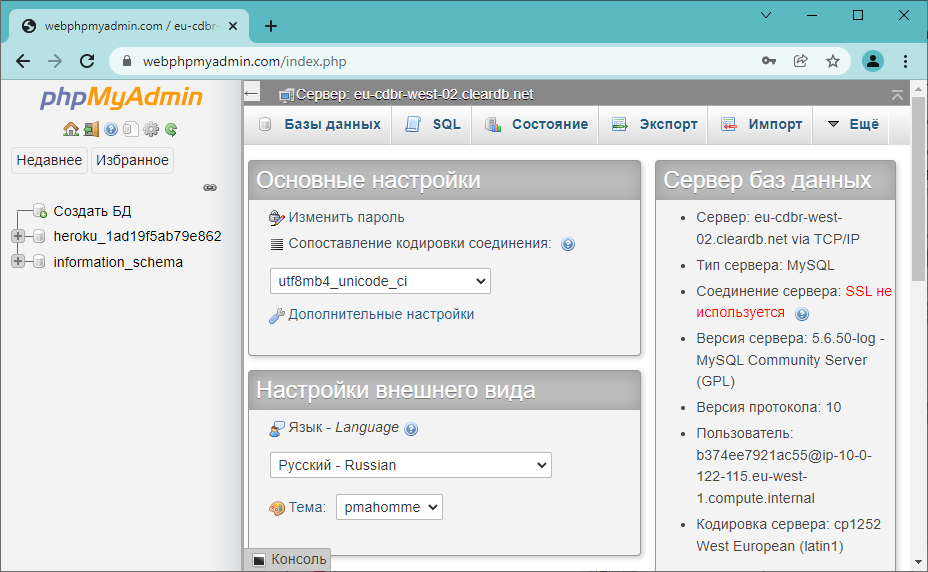 webphpmyadmin.com / eu-cdbr-
webphpmyadmin.com/index.php
phpMyAdmin
Недавнее Избранное
Создать БД
heroku_1ad19f5ab79e862
information_schema
Сервер: eu-cdbr-west-02.cleardb.net
Базы данных SQL Состояние Экспорт Импорт Ещё
Основные настройки
Изменить пароль
Сопоставление кодировки соединения:
utf8mb4_unicode_ci
Дополнительные настройки
Настройки внешнего вида
Язык - Language
Русский - Russian
Тема: pmahomme
Консоль
Сервер баз данных
Сервер: eu-cdbr-west-
02.cleardb.net via TCP/IP
Тип сервера: MySQL
Соединение сервера: SSL не
используется
Версия сервера: 5.6.50-log -
MySQL Community Server
(GPL)
Версия протокола: 10
Пользователь:
b374ee7921ac55@ip-10-0-
122-115.eu-west-
1.compute.internal
Кодировка сервера: cp1252
West European (latin1)